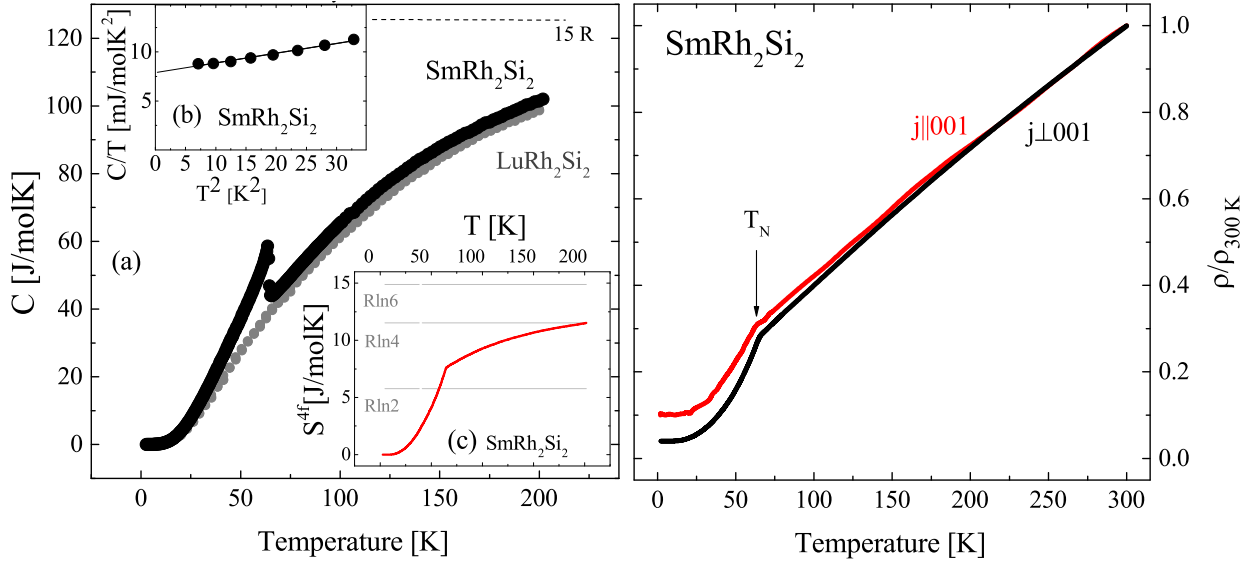 C [J/molK]
120
100
80
60
40
20
0
0
50
100
150
200
Temperature [K]
15 R
SmRh2Si2
LuRh2Si2
(a)
C/T [mJ/molK2]
15
10
5
0
10
20
30
T2 [K2]
(b)
SmRh2Si2
T [K]
0
50
100
150
200
S4f[J/molK]
15
10
5
0
Rln6
Rln4
Rln2
(c)
SmRh2Si2
SmRh2Si2
j||001
j⊥001
TN
1.0
0.8
0.6
0.4
0.2
0.0
ρ/ρ300 K
0
50
100
150
200
250
300
Temperature [K]